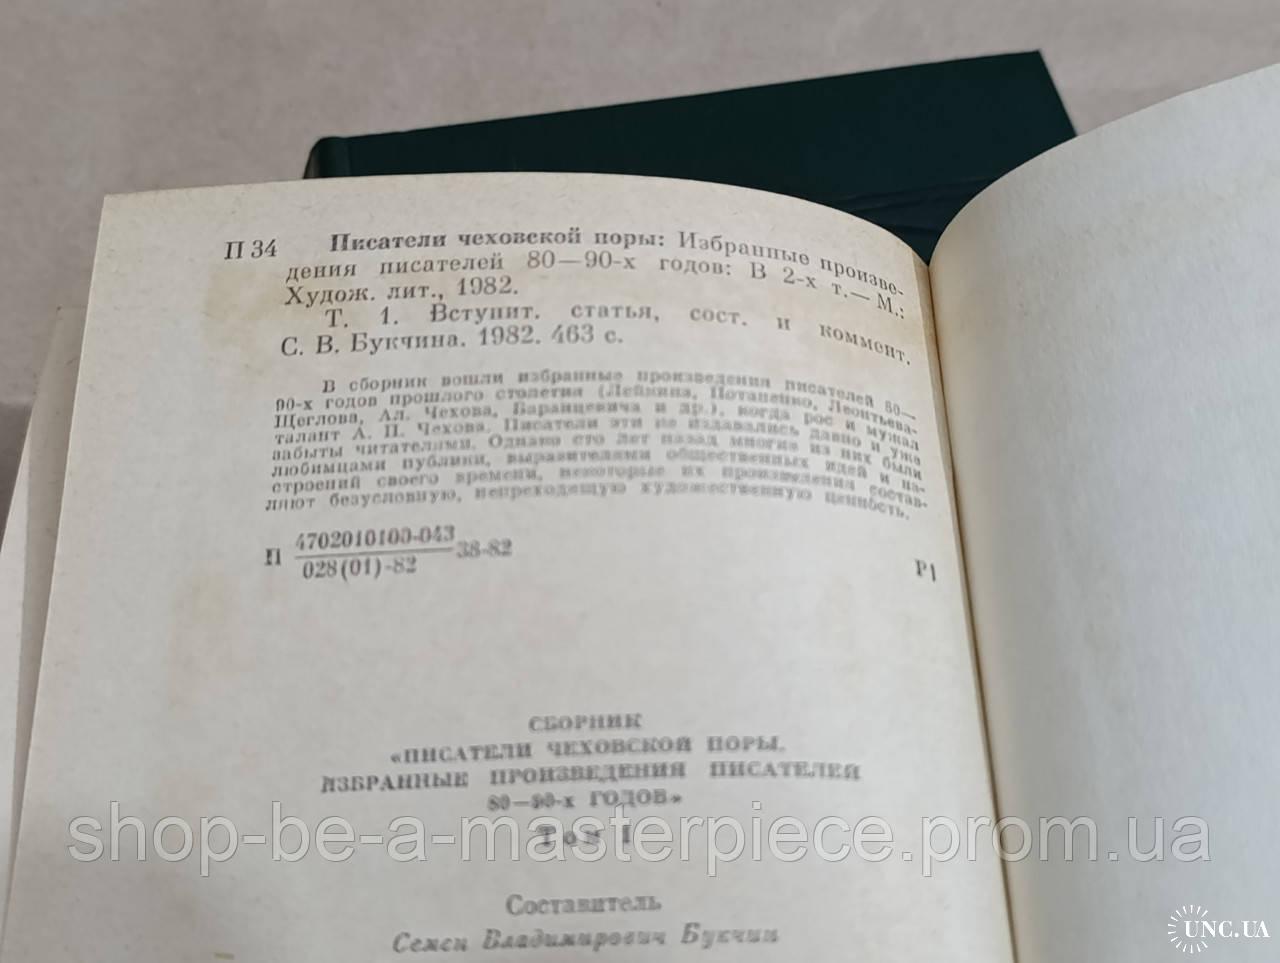 П 34 Писатели чеховской поры: Избранные произве-
дения писателей 80—90-х годов: В 2-х т.— М.:
Худож. лит., 1982.
Т. 1. Вступит. статья, сост. и коммент.
С. В. Букчина. 1982. 463 с.
В сборник вошли избранные произведения писателей 80—
90-х годов прошлого столетия (Лейкина, Потапенко, Леонтьева-
Щеглова, Ал. Чехова, Баранцевича и др.), когда рос и мужал
талант А. П. Чехова. Писатели эти не издавались давно и уже
забыты читателями. Однако сто лет назад многие из них были
любимцами публики, выразителями общественных идей и на-
строений своего времени, некоторые их произведения состав-
ляют безусловную, непреходящую художественную ценность.
П 4702010100-043 38-82
028(01)-82
Р1
СБОРНИК
«ПИСАТЕЛИ ЧЕХОВСКОЙ ПОРЫ.
ИЗБРАННЫЕ ПРОИЗВЕДЕНИЯ ПИСАТЕЛЕЙ
80—90-х ГОДОВ»
Том 1
shop-be-a-masterpiece.prom.ua
Составитель
Семен Владимирович Букчин
UNC.UA